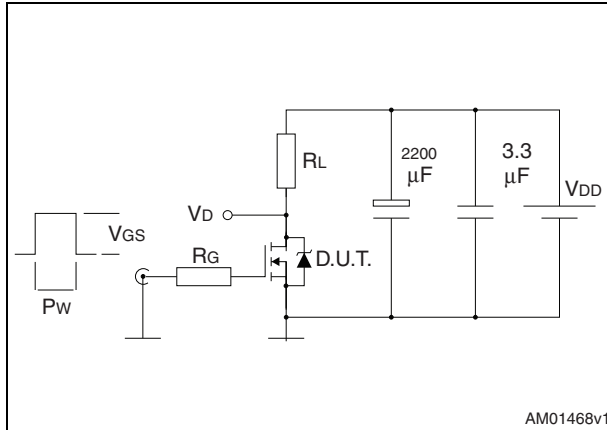 RL
2200
μF
3.3
μF
VDD
VD
VGS
RG
D.U.T.
PW
AM01468v1